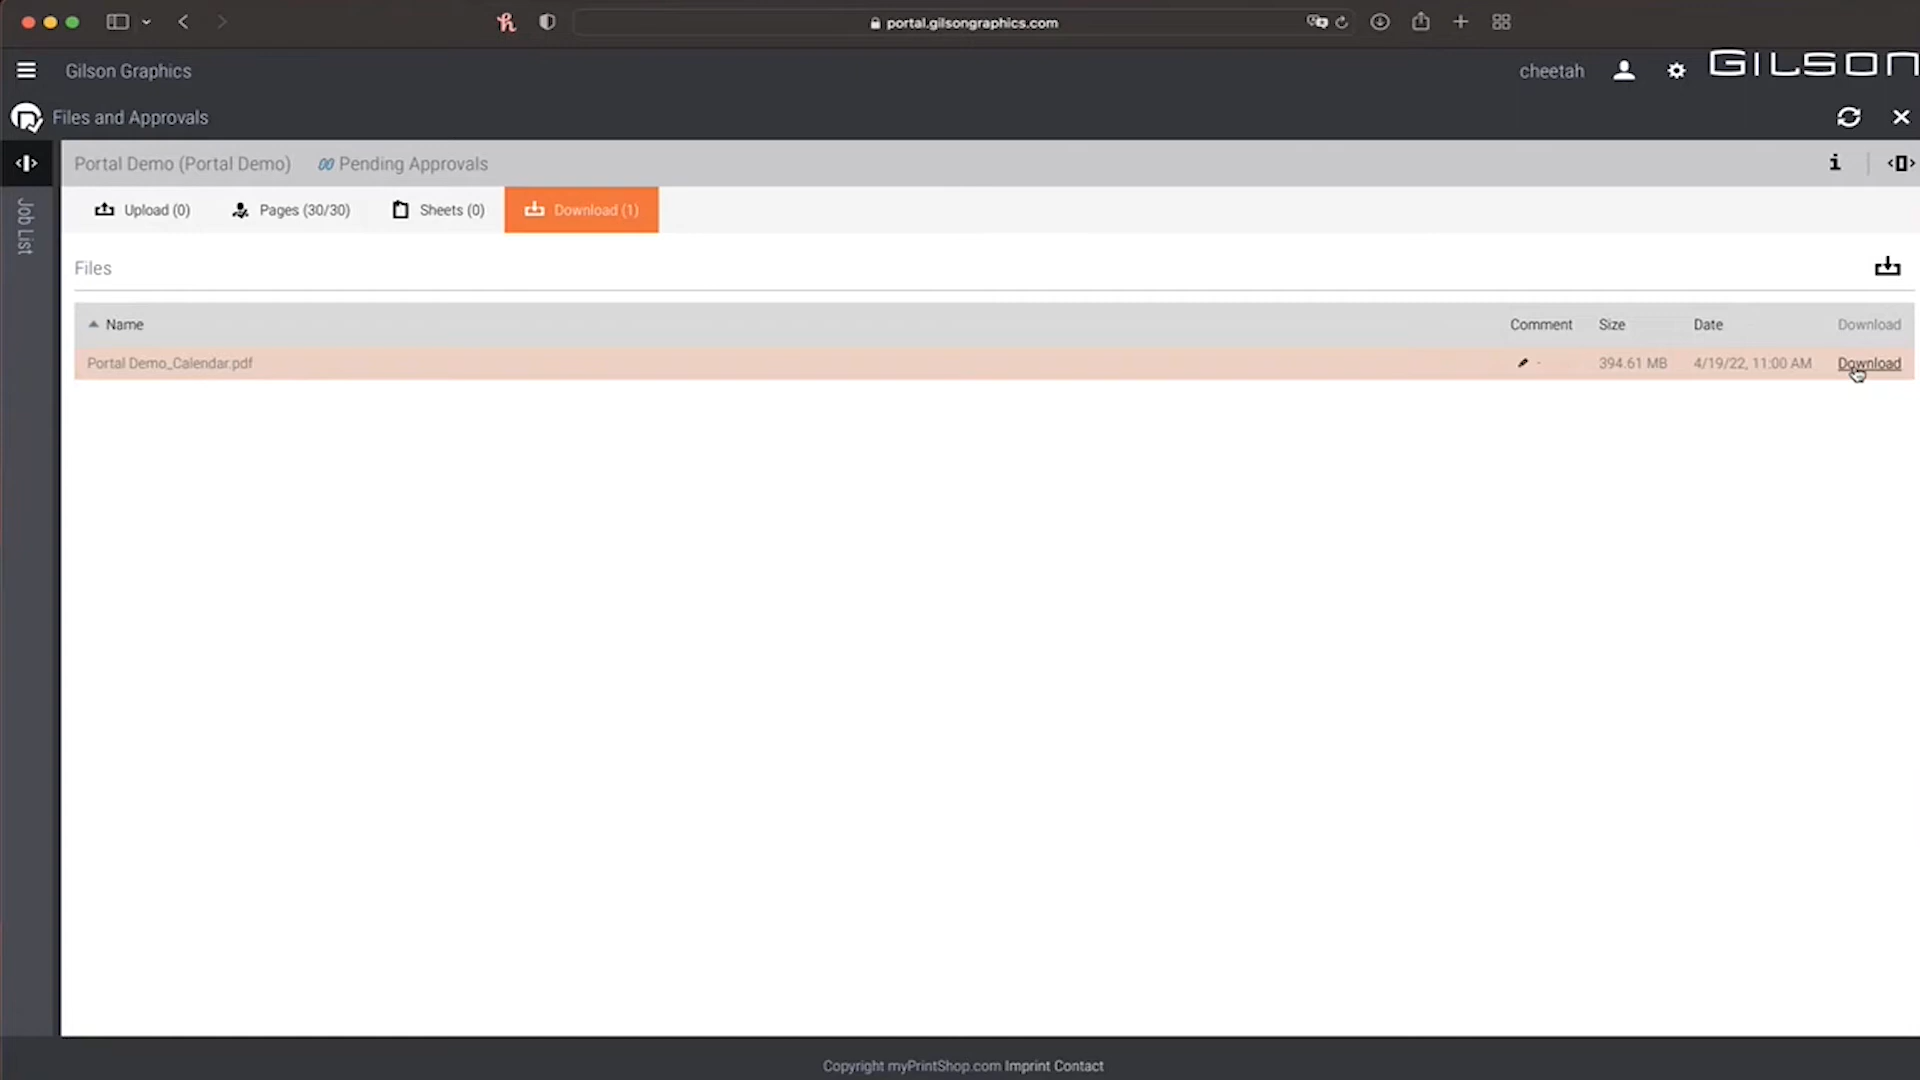 portal.gilsongraphics.com
Gilson Graphics
cheetah
GILSON
Files and Approvals
Portal Demo (Portal Demo)
Pending Approvals
Job List
Upload (0)
Pages (30/30)
Sheets (0)
Download (1)
Files
Name
Comment
Size
Date
Download
Portal Demo_Calendar.pdf
-
394.61 MB
4/19/22, 11:00 AM
Download
Copyright myPrintShop.com Imprint Contact